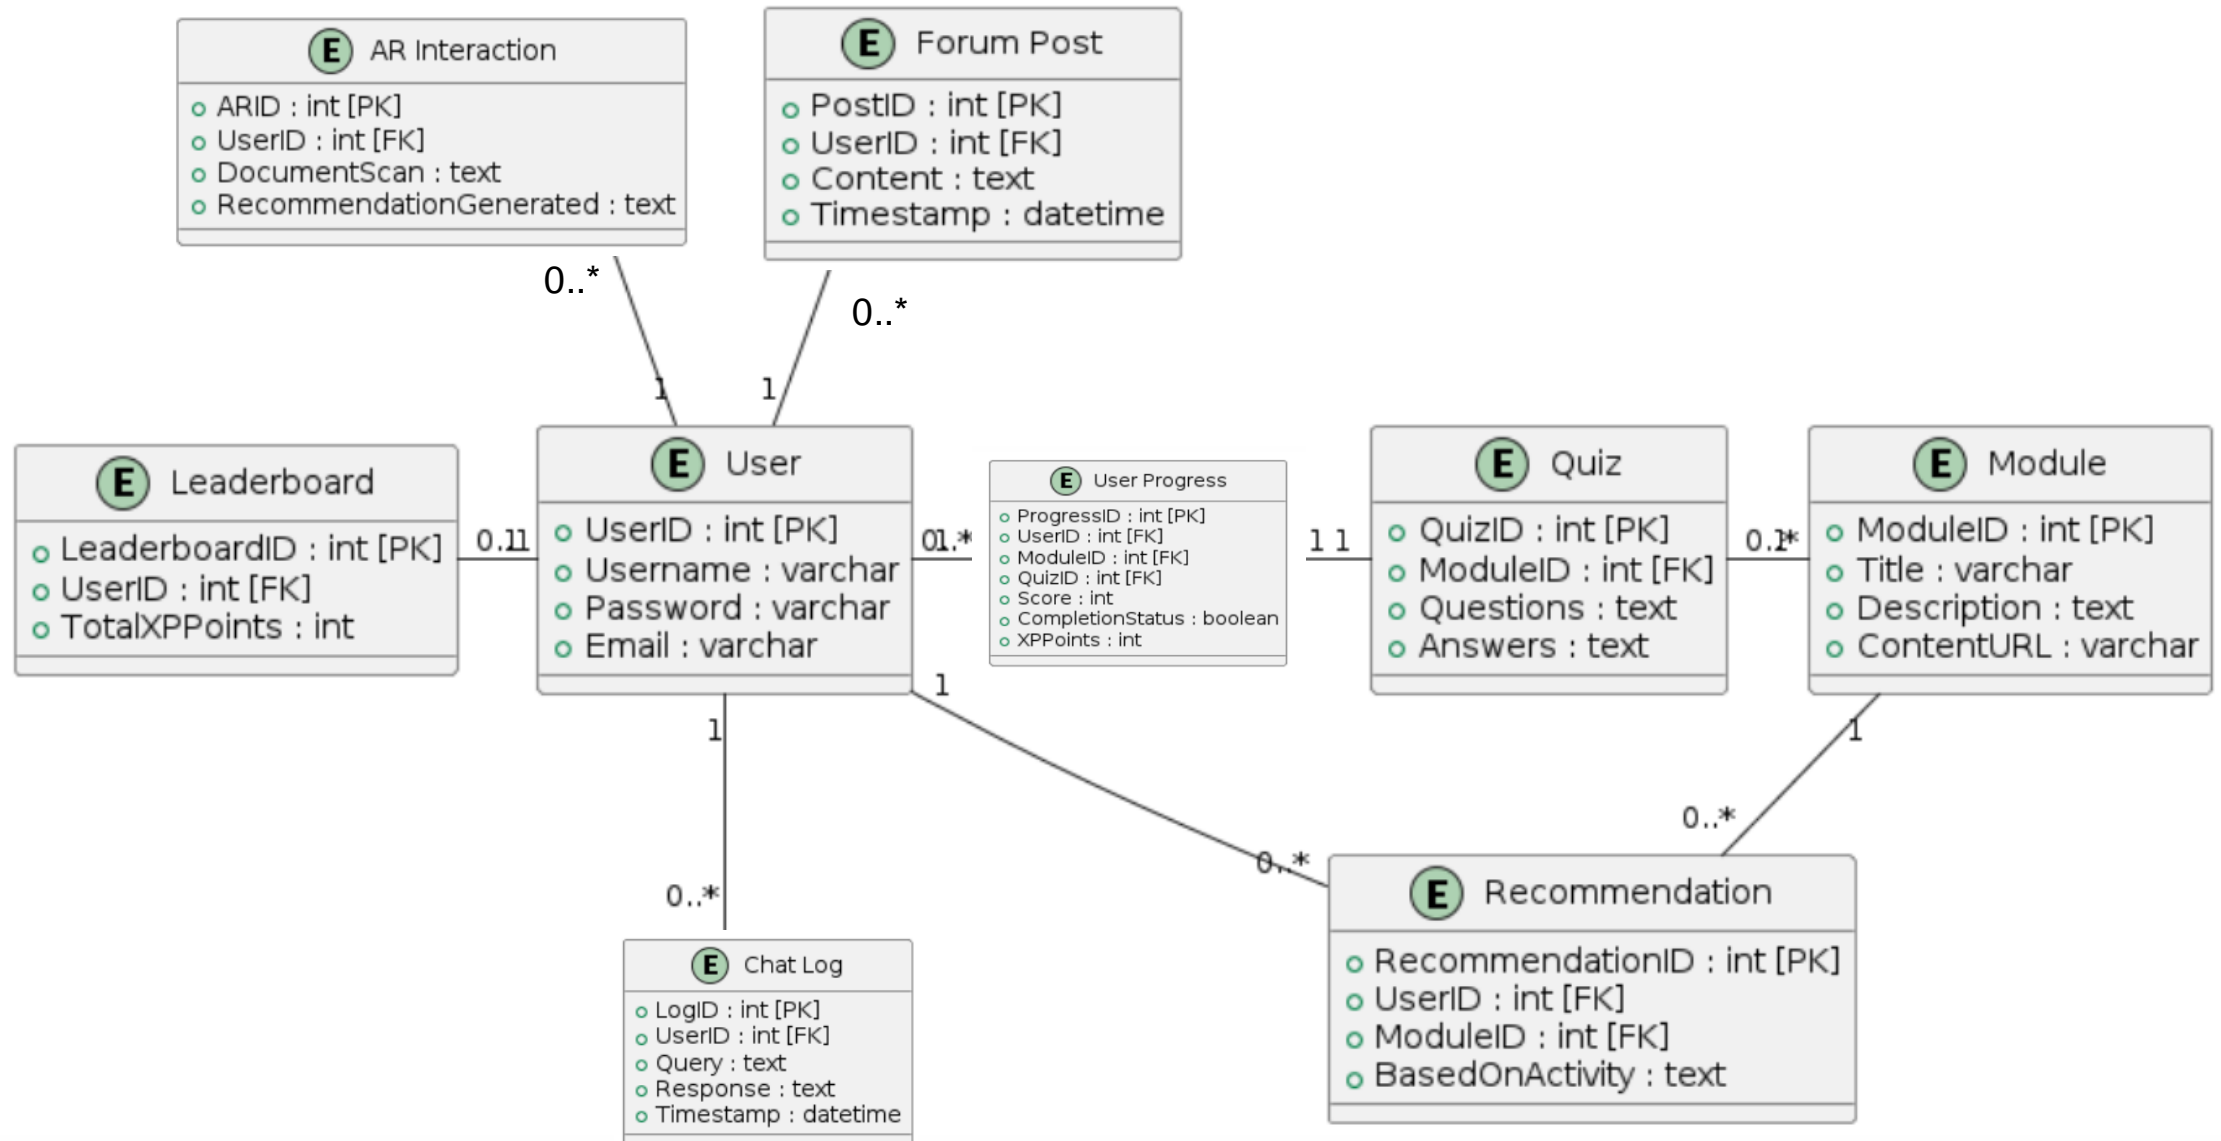 E AR Interaction
ARID : int [PK]
UserID : int [FK]
DocumentScan : text
RecommendationGenerated : text
E Forum Post
PostID : int [PK]
UserID : int [FK]
Content : text
Timestamp : datetime
0..*
0..*
1
1
E Leaderboard
LeaderboardID : int [PK]
UserID : int [FK]
TotalXPPoints : int
E User
UserID : int [PK]
Username : varchar
Password : varchar
Email : varchar
E User Progress
ProgressID : int [PK]
UserID : int [FK]
ModuleID : int [FK]
QuizID : int [FK]
Score : int
CompletionStatus : boolean
XPPoints : int
1 1
E Quiz
QuizID : int [PK]
ModuleID : int [FK]
Questions : text
Answers : text
E Module
ModuleID : int [PK]
Title : varchar
Description : text
ContentURL : varchar
1
1
1
0..*
0..*
0..*
E Chat Log
LogID : int [PK]
UserID : int [FK]
Query : text
Response : text
Timestamp : datetime
E Recommendation
RecommendationID : int [PK]
UserID : int [FK]
ModuleID : int [FK]
BasedOnActivity : text